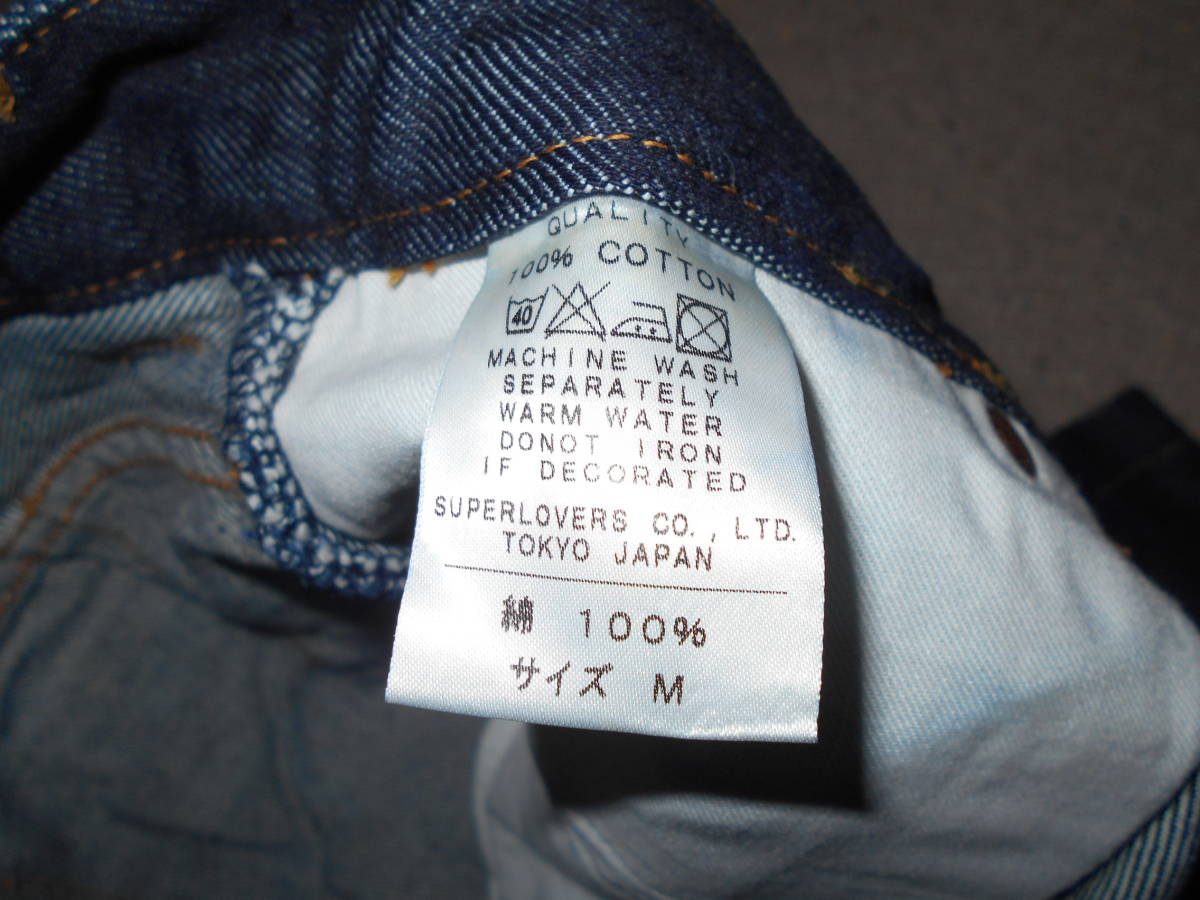 QUALITY
100% COTTON
40
MACHINE WASH
SEPARATELY
WARM WATER
DONOT IRON
IF DECORATED
SUPERLOVERS CO., LTD.
TOKYO JAPAN
綿 100%
サイズ M